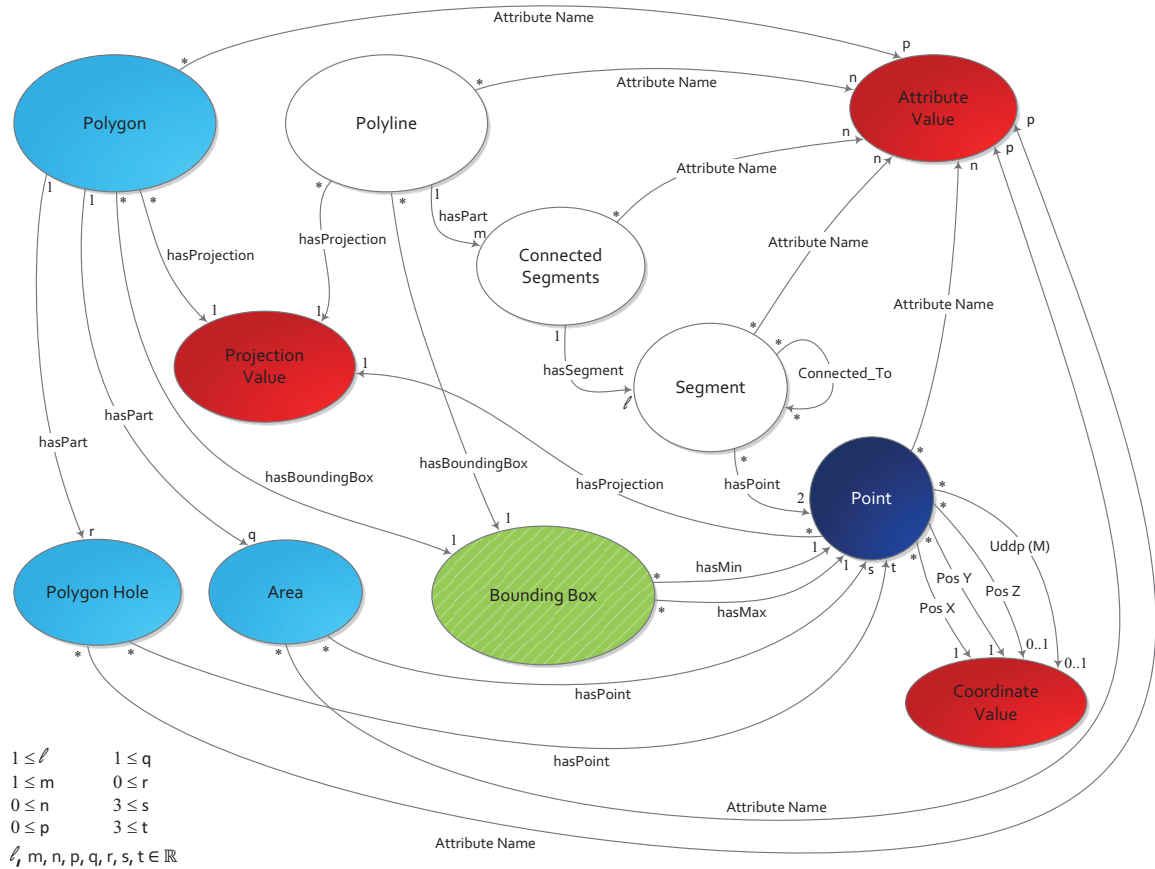 Attribute Name
* p
Polygon
Polyline
* Attribute Name n
Attribute
Value
p
p
n
n
n
Attribute Name
*
1 1 * *
* * 1
hasPart
m
hasProjection
hasProjection
Connected
Segments
Attribute Name
Attribute Name
1 1
1
Projection
Value
1
hasSegment
ℓ
*
*
Segment
Connected_To
*
hasPart
hasPart
hasBoundingBox
hasBoundingBox
hasProjection
*
hasPoint
2
*
Point
*
*
*
*
*
Uddp (M)
Pos Y
Pos Z
Pos X
r
q
1
1
Polygon Hole
Area
Bounding Box
*
hasMin
1
*
hasMax
1
s t
* *
* *
1 1 0..1 0..1
hasPoint
Coordinate
Value
hasPoint
1 ≤ ℓ 1 ≤ q
1 ≤ m 0 ≤ r
0 ≤ n 3 ≤ s
0 ≤ p 3 ≤ t
ℓ, m, n, p, q, r, s, t ∈ ℝ
Attribute Name
Attribute Name